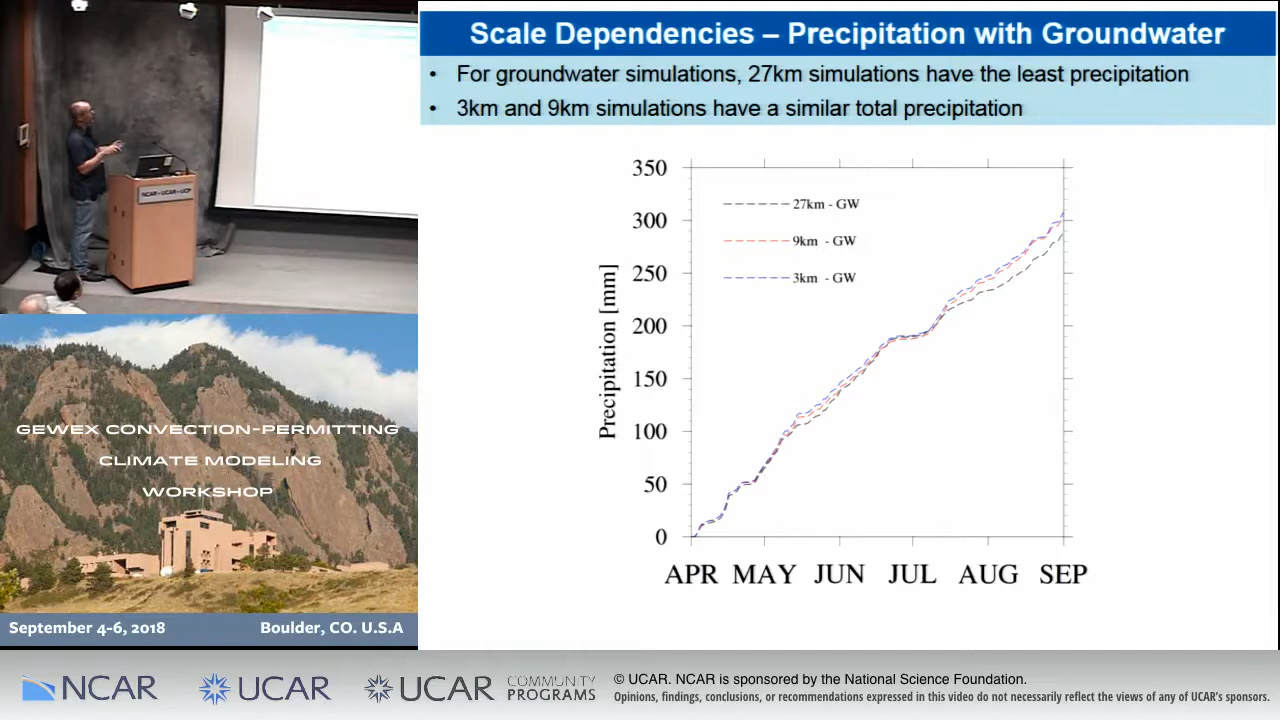 Scale Dependencies – Precipitation with Groundwater
• For groundwater simulations, 27km simulations have the least precipitation
• 3km and 9km simulations have a similar total precipitation
350
300
250
200
150
100
50
0
Precipitation [mm]
27km - GW
9km - GW
3km - GW
APR MAY JUN JUL AUG SEP
NCAR • UCAR • UCP
GEWEX CONVECTION-PERMITTING
CLIMATE MODELING
WORKSHOP
September 4-6, 2018 Boulder, CO. U.S.A
NCAR
UCAR
UCAR
COMMUNITY
PROGRAMS
© UCAR. NCAR is sponsored by the National Science Foundation.
Opinions, findings, conclusions, or recommendations expressed in this video do not necessarily reflect the views of any of UCAR's sponsors.